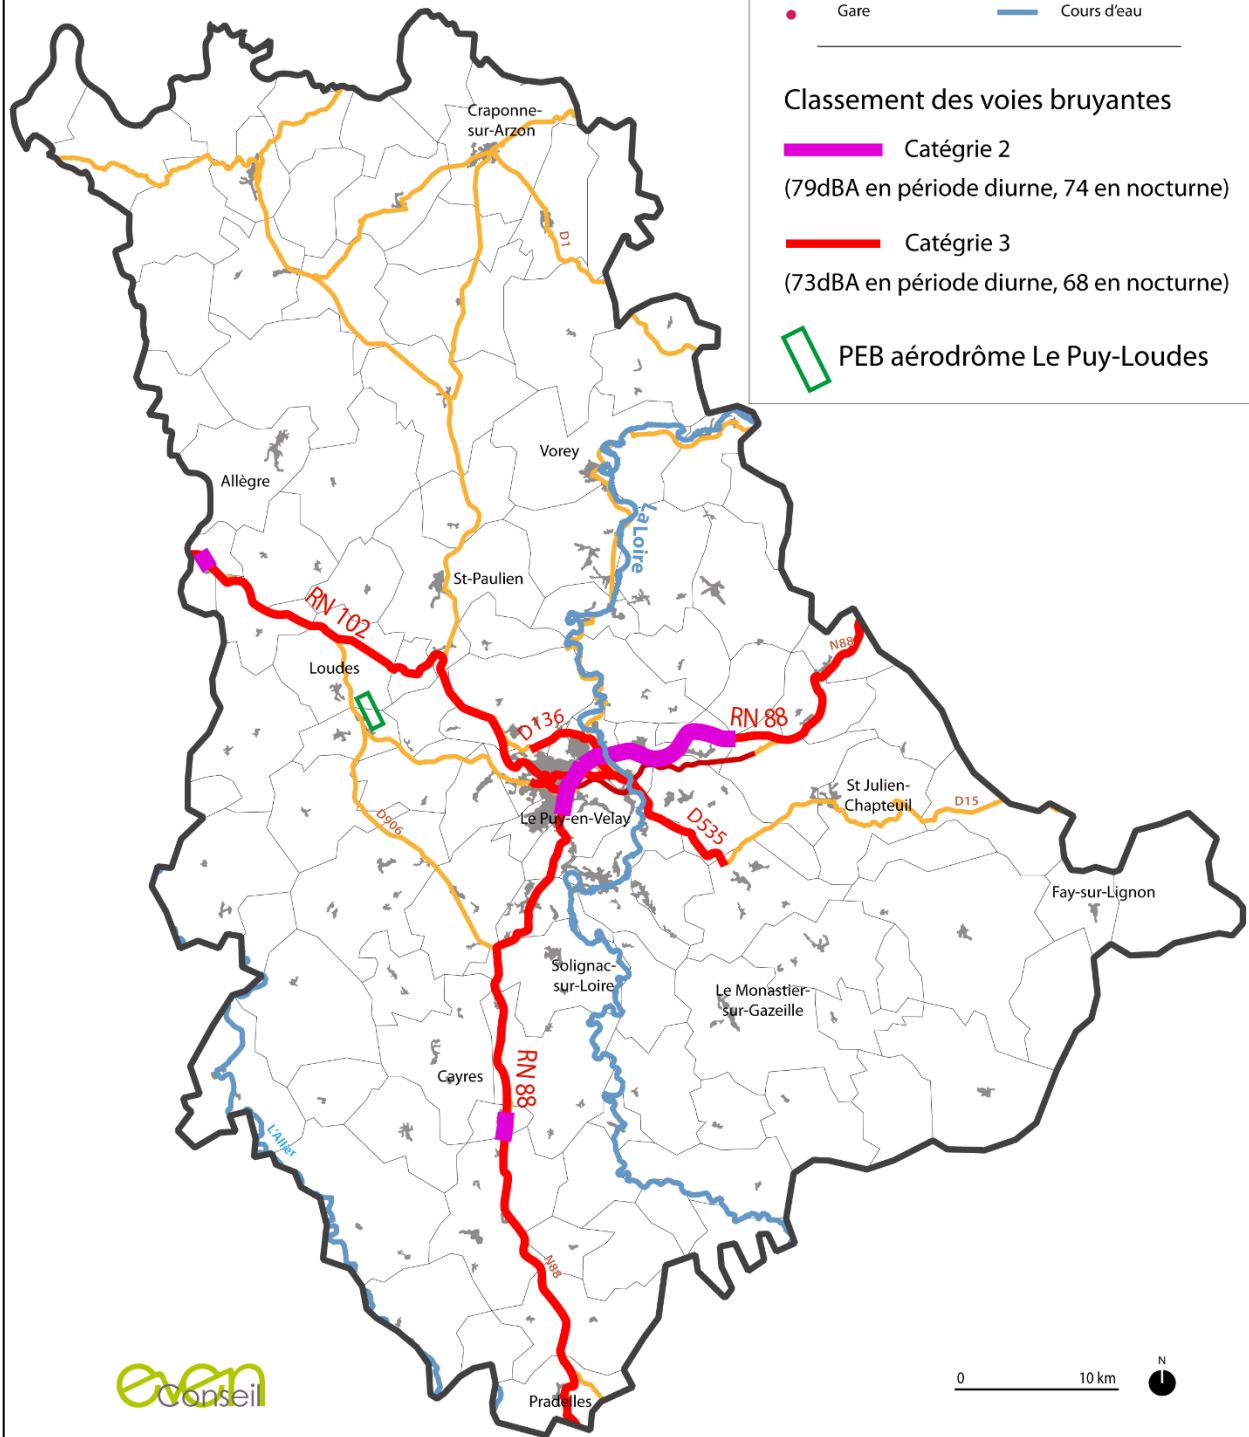 Gare
Cours d'eau
Classement des voies bruyantes
Catégrie 2
(79dBA en période diurne, 74 en nocturne)
Catégrie 3
(73dBA en période diurne, 68 en nocturne)
PEB aérodrôme Le Puy-Loudes
Craponne-
sur-Arzon
D1
Vorey
Allègre
La Loire
St-Paulien
RN 102
N88
Loudes
D136
RN 88
St Julien-
Chapteuil
D15
D906
Le Puy-en-Velay
D535
Fay-sur-Lignon
Solignac-
sur-Loire
Le Monastier-
sur-Gazeille
RN 88
Cayres
L'Allier
N88
Pradelles
even
Conseil
0 10 km
N